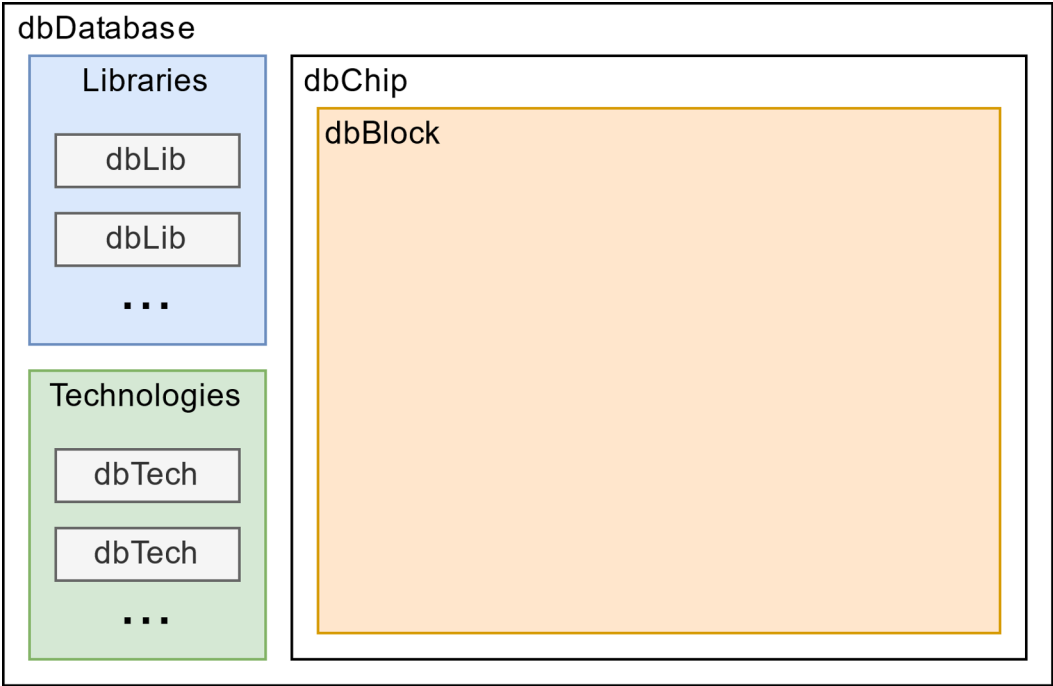 dbDatabase
Libraries
dbLib
dbLib
...
Technologies
dbTech
dbTech
...
dbChip
dbBlock